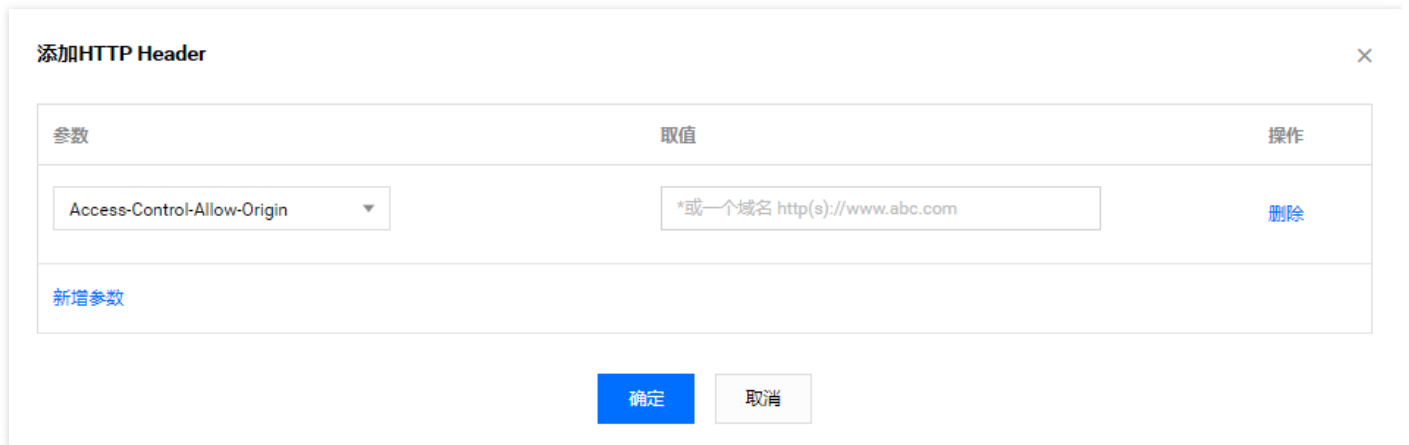 添加HTTP Header
参数 取值 操作
Access-Control-Allow-Origin *或一个域名 http(s)://www.abc.com 删除
新增参数
确定 取消